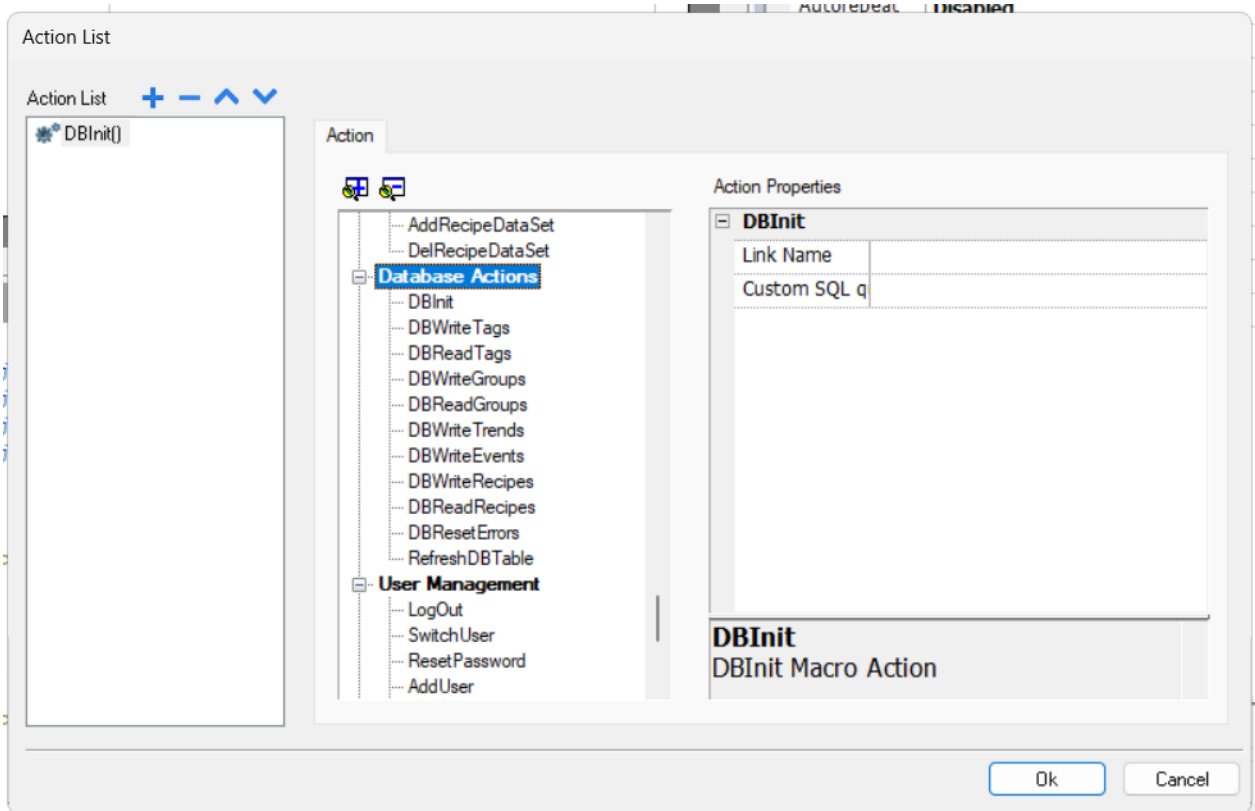 Autorepeat Disabled
Action List
Action List
DBInit()
Action
AddRecipeDataSet
DelRecipeDataSet
Database Actions
DBInit
DBWriteTags
DBReadTags
DBWriteGroups
DBReadGroups
DBWriteTrends
DBWriteEvents
DBWriteRecipes
DBReadRecipes
DBResetErrors
RefreshDBTable
User Management
LogOut
SwitchUser
ResetPassword
AddUser
Action Properties
DBInit
Link Name
Custom SQL q
DBInit
DBInit Macro Action
Ok
Cancel